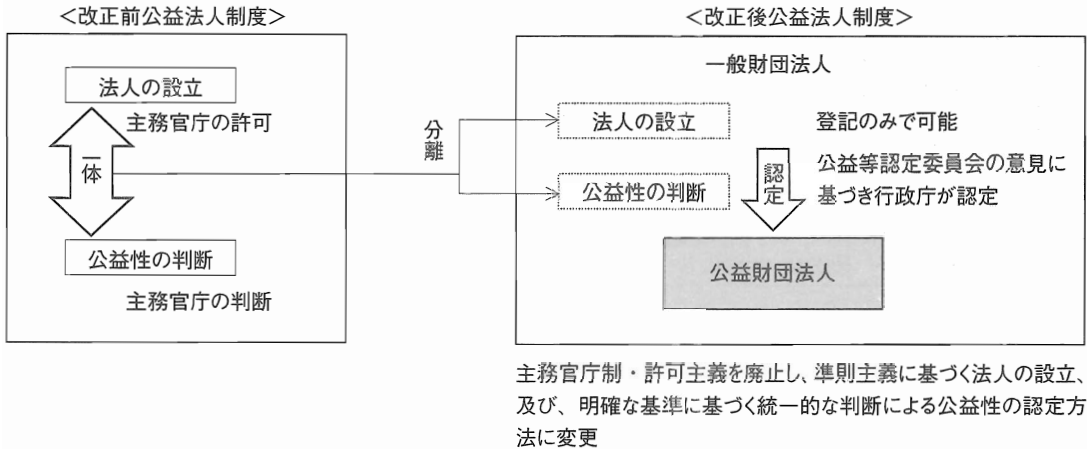 ＜改正前公益法人制度＞
法人の設立
主務官庁の許可
一体
公益性の判断
主務官庁の判断
分離
＜改正後公益法人制度＞
一般財団法人
法人の設立
登記のみで可能
公益性の判断
認定
公益等認定委員会の意見に
基づき行政庁が認定
公益財団法人
主務官庁制・許可主義を廃止し、準則主義に基づく法人の設立、
及び、明確な基準に基づく統一的な判断による公益性の認定方
法に変更